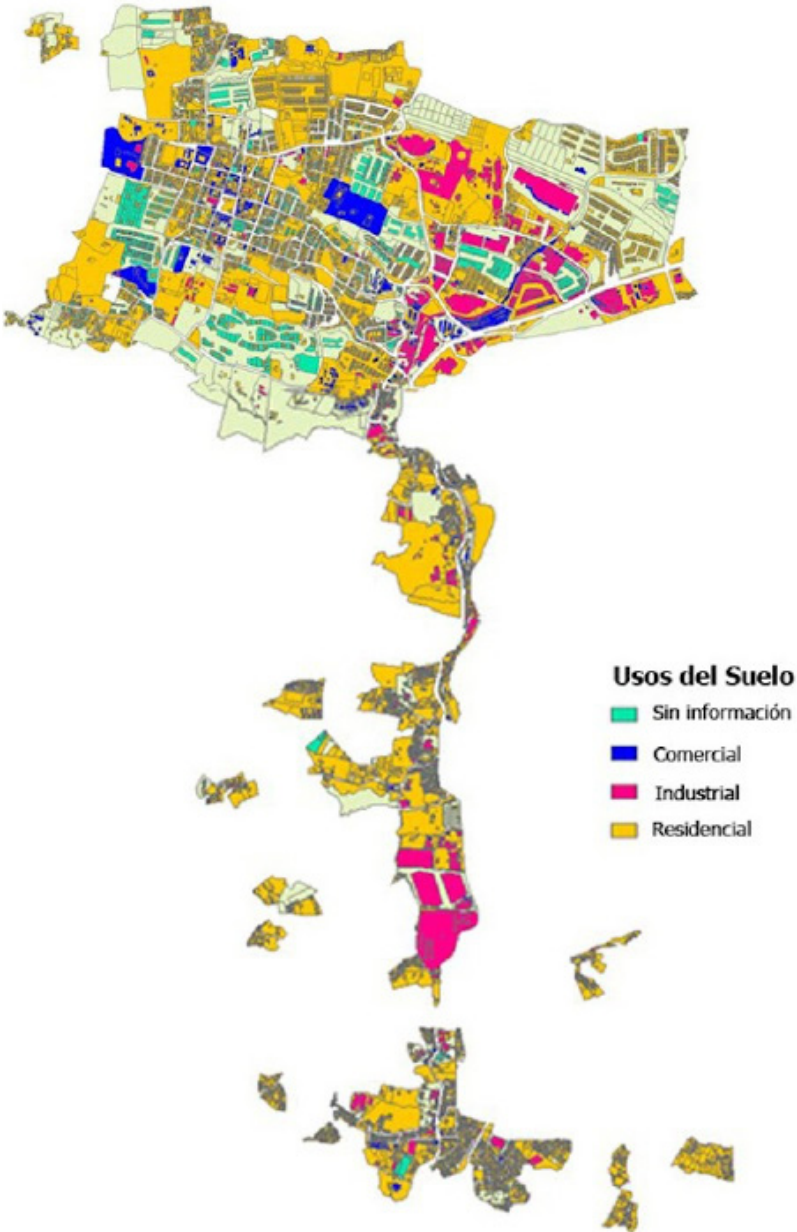 Usos del Suelo
Sin información
Comercial
Industrial
Residencial